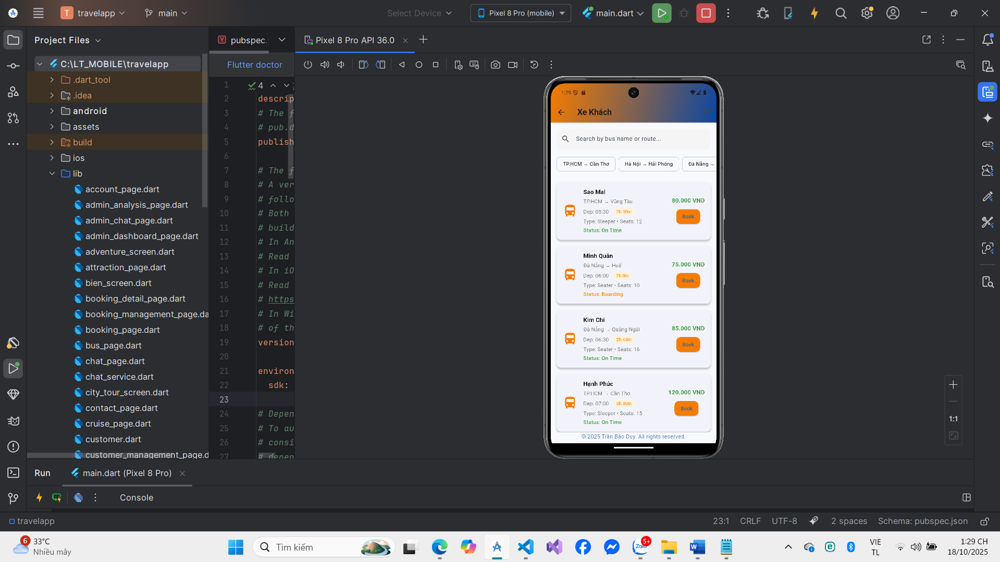 T travelapp
main
Select Device
Pixel 8 Pro (mobile)
main.dart
Project Files
pubspec.
Pixel 8 Pro API 36.0
C:\LT_MOBILE\travelapp
.dart_tool
.idea
android
assets
build
ios
lib
account_page.dart
admin_analysis_page.dart
admin_chat_page.dart
admin_dashboard_page.dart
adventure_screen.dart
attraction_page.dart
bien_screen.dart
booking_detail_page.dart
booking_management_page.da
booking_page.dart
bus_page.dart
chat_page.dart
chat_service.dart
city_tour_screen.dart
contact_page.dart
cruise_page.dart
customer.dart
customer_management_page.d
Flutter doctor
1 4
2 descrip
3 # The f
4 # pub.d
5 publish
6
7 # The f
8 # A ver
9 # follo
10 # Both
11 # build
12 # In An
13 # Read
14 # In iO
15 # Read
16 # https
17 # In Wi
18 # of th
19 version
20
21 environ
22 sdk:
23
24 # Depen
25 # To au
26 # consi
27 # depen
1:29
Xe Khách
Search by bus name or route...
TP.HCM → Cần Thơ
Hà Nội → Hải Phòng
Đà Nẵng →
Sao Mai
TP.HCM → Vũng Tàu
80.000 VND
Dep: 05:30 2h 30m
Book
Type: Sleeper • Seats: 12
Status: On Time
Minh Quân
Đà Nẵng → Huế
75.000 VND
Dep: 06:00 2h 0m
Book
Type: Seater • Seats: 10
Status: Boarding
Kim Chi
Đà Nẵng → Quảng Ngãi
85.000 VND
Dep: 06:30 2h 45m
Book
Type: Seater • Seats: 16
Status: On Time
Hạnh Phúc
TP.HCM → Cần Thơ
120.000 VND
Dep: 07:00 3h 30m
Book
Type: Sleeper • Seats: 15
Status: On Time
© 2025 Trần Bảo Duy. All rights reserved.
1:1
Run
main.dart (Pixel 8 Pro)
Console
travelapp
23:1 CRLF UTF-8 2 spaces Schema: pubspec.json
6
33°C
Nhiều mây
Tìm kiếm
Zalo
5+
VIE
TL
1:29 CH
18/10/2025